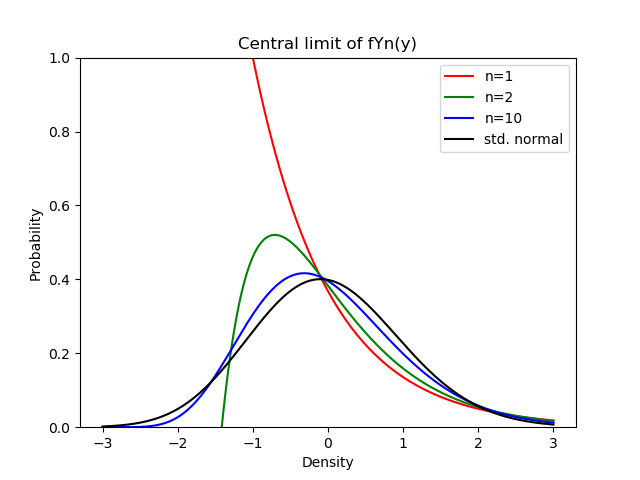 Central limit of fYn(y)
n=1
n=2
n=10
std. normal
Probability
1.0
0.8
0.6
0.4
0.2
0.0
−3
−2
−1
0
1
2
3
Density